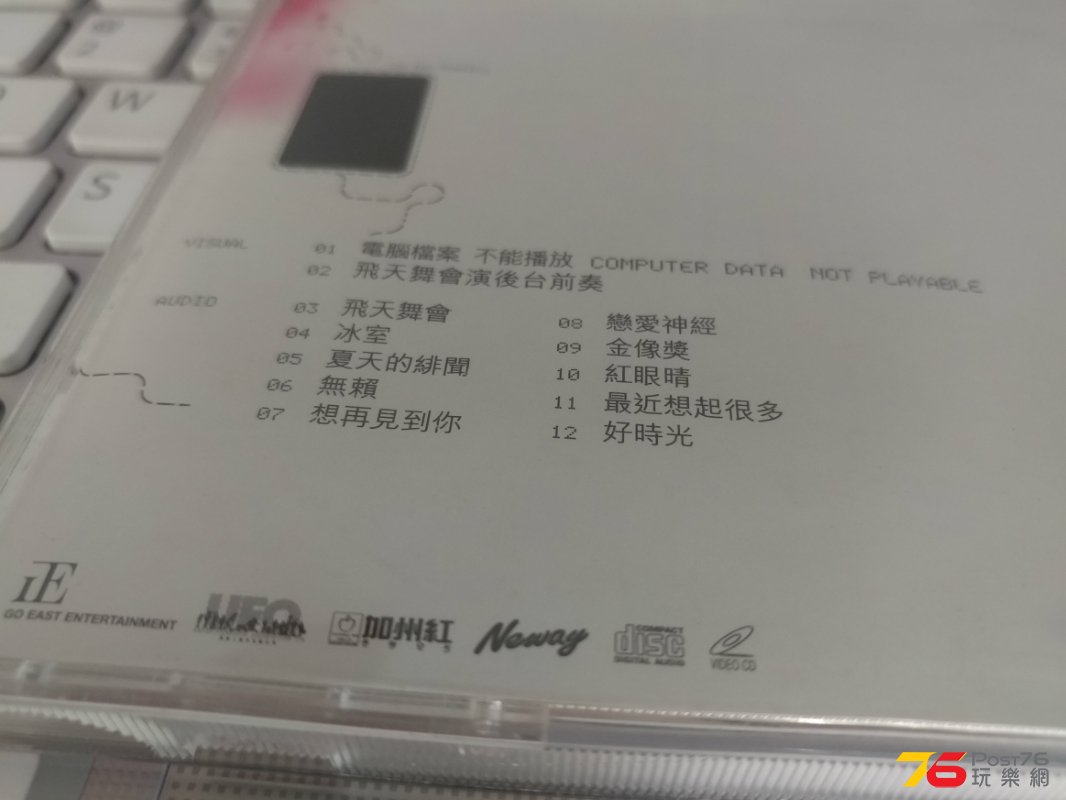 2
W
S
VISUAL
01 電腦檔案 不能播放 COMPUTER DATA NOT PLAYABLE
02 飛天舞會演後台前奏
AUDIO
03 飛天舞會
04 冰室
05 夏天的緋聞
06 無賴
07 想再見到你
08 戀愛神經
09 金像獎
10 紅眼晴
11 最近想起很多
12 好時光
GO EAST ENTERTAINMENT
UFO
加州紅
Neway
COMPACT
disc
DIGITAL AUDIO
VIDEO CD
76 Post76
玩樂網